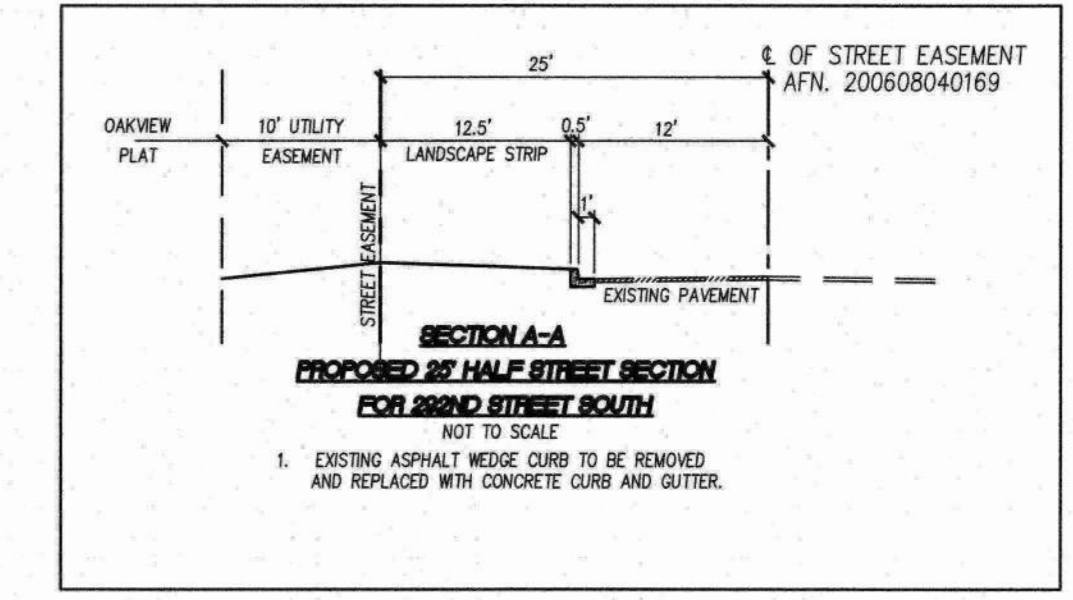 25'
℄ OF STREET EASEMENT
AFN. 200608040169
OAKVIEW
PLAT
10' UTILITY
EASEMENT
12.5'
LANDSCAPE STRIP
0.5'
12'
1'
STREET EASEMENT
EXISTING PAVEMENT
SECTION A-A
PROPOSED 25' HALF STREET SECTION
FOR 292ND STREET SOUTH
NOT TO SCALE
1. EXISTING ASPHALT WEDGE CURB TO BE REMOVED
AND REPLACED WITH CONCRETE CURB AND GUTTER.